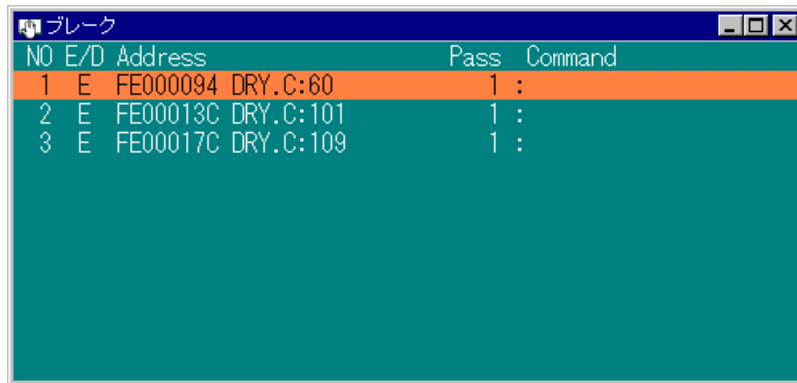 ブレーク
NO E/D Address Pass Command
1 E FE000094 DRY.C:60 1 :
2 E FE00013C DRY.C:101 1 :
3 E FE00017C DRY.C:109 1 :